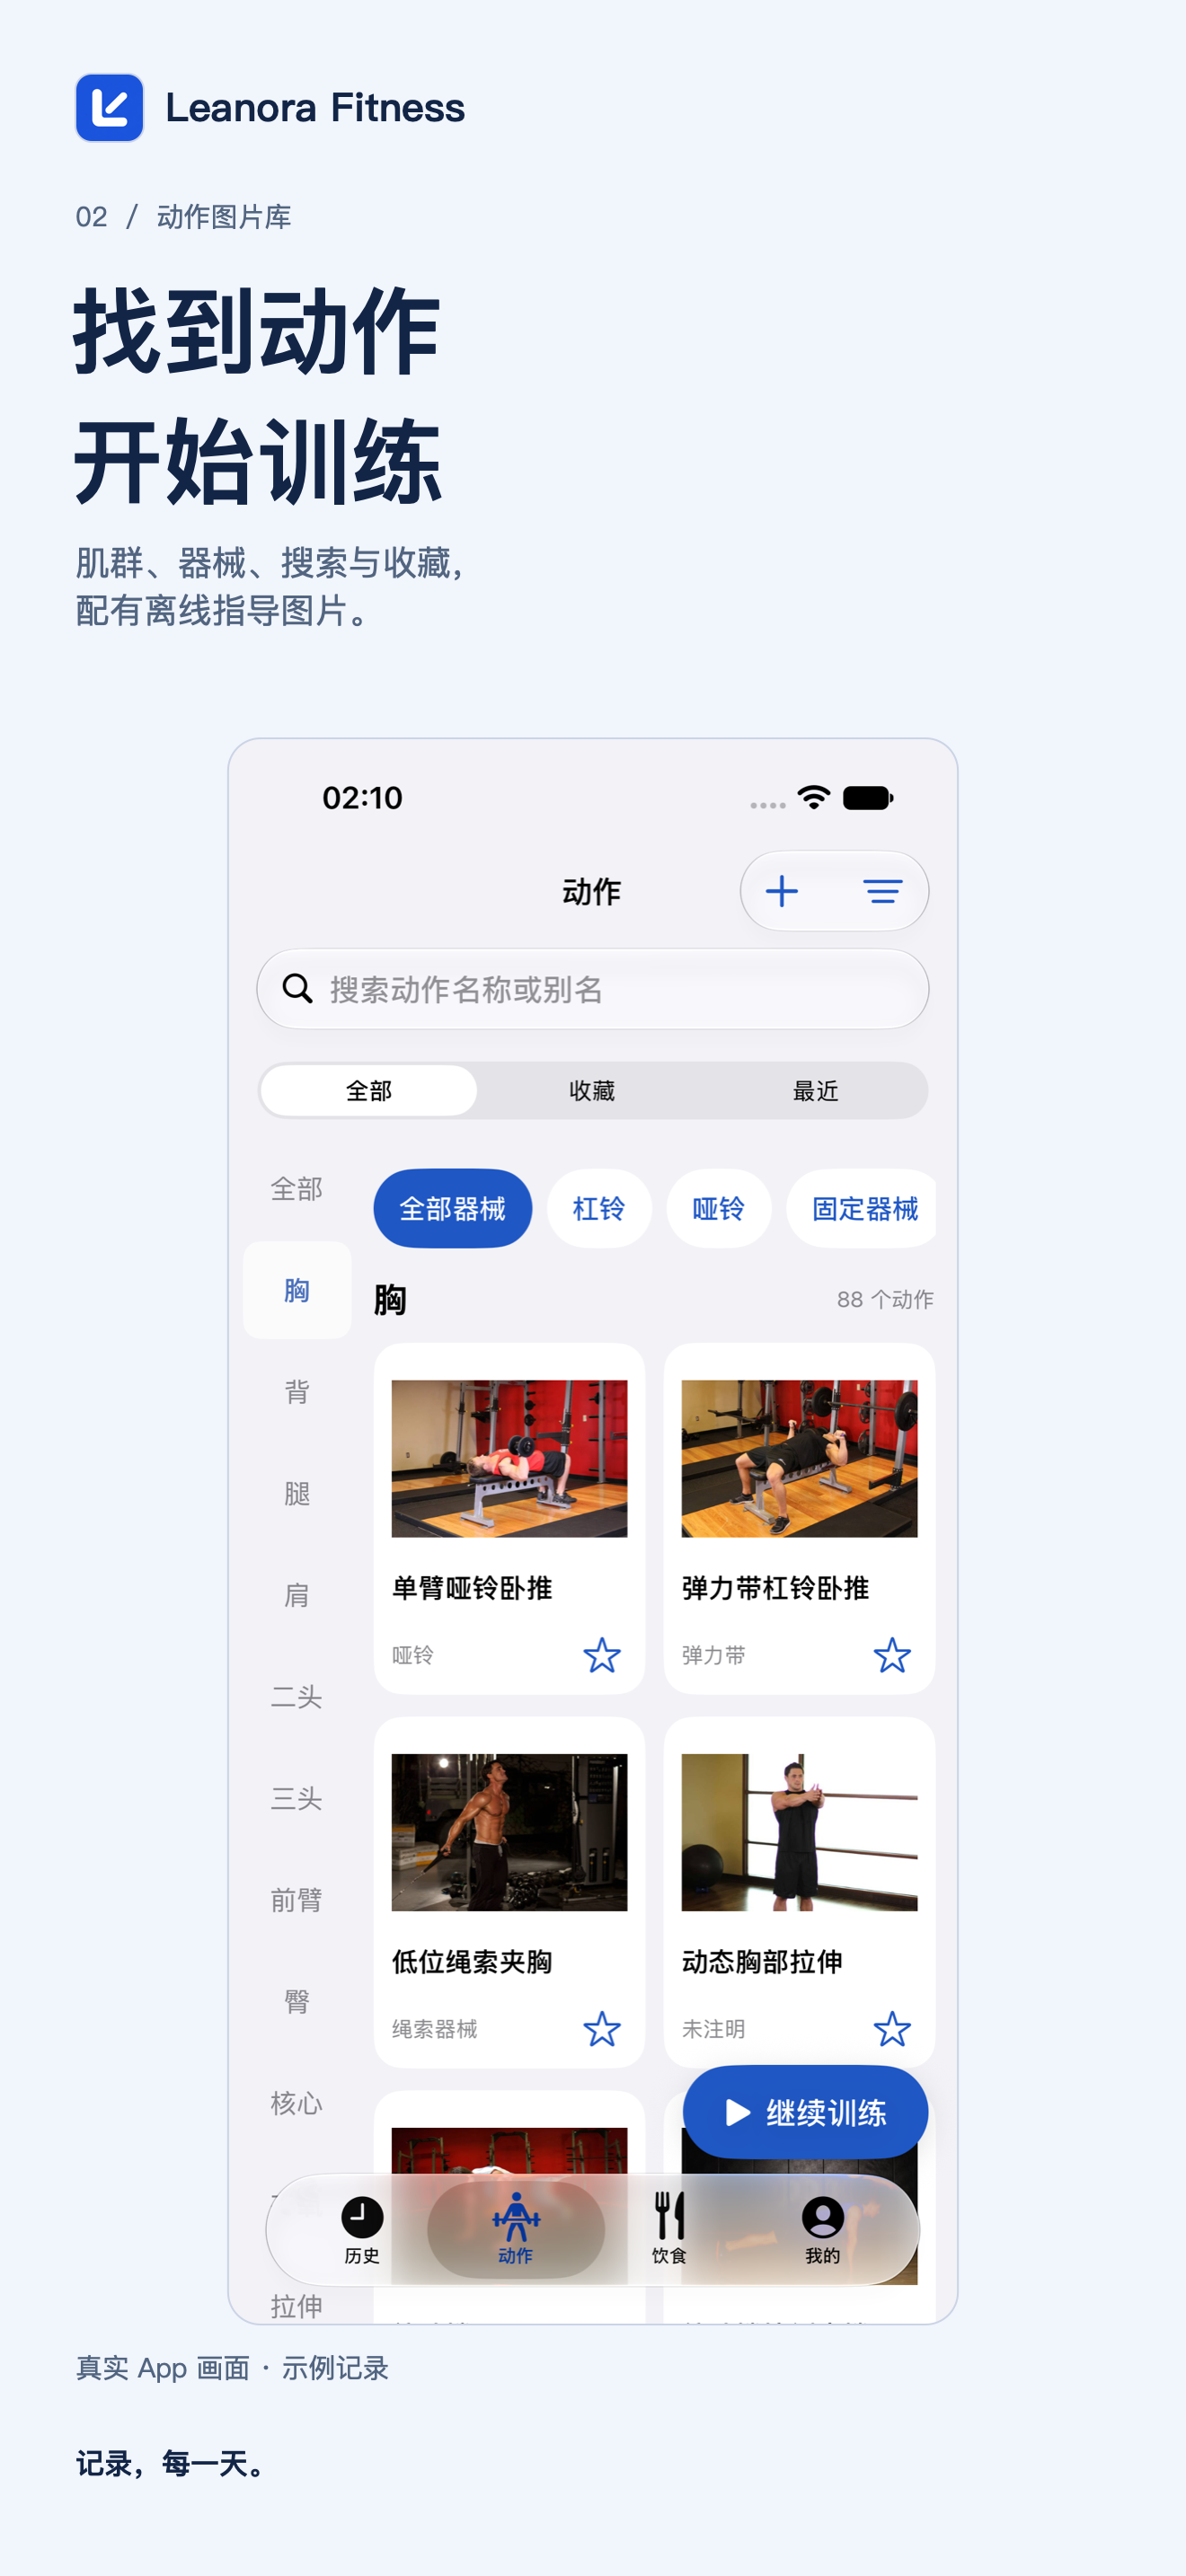 Leanora Fitness
02 / 动作图片库
找到动作
开始训练
肌群、器械、搜索与收藏,
配有离线指导图片。
02:10
动作
搜索动作名称或别名
全部
收藏
最近
全部
全部器械
杠铃
哑铃
固定器械
胸
胸
88 个动作
背
腿
肩
二头
三头
前臂
臀
核心
拉伸
单臂哑铃卧推
哑铃
弹力带杠铃卧推
弹力带
低位绳索夹胸
绳索器械
动态胸部拉伸
未注明
继续训练
历史
动作
饮食
我的
真实 App 画面 · 示例记录
记录，每一天。